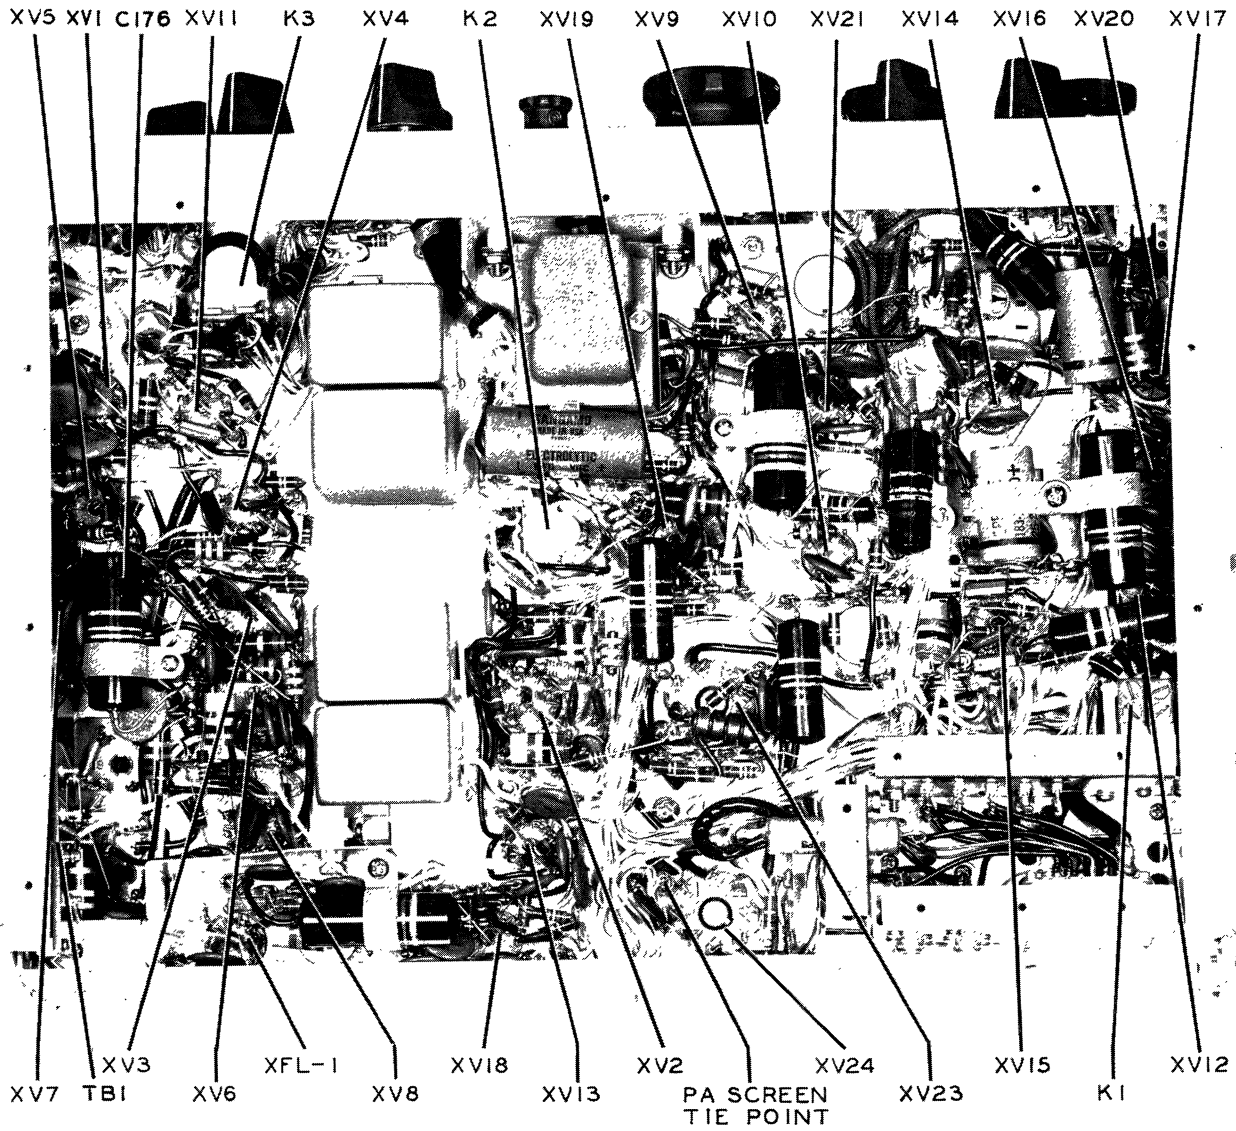 XV5 XV1 C176 XV11 K3 XV4 K2 XV19 XV9 XV10 XV21 XV14 XV16 XV20 XV17
ELECTROLYTIC
XV3 XFL-1 XV18 XV2 XV24 XV15 XV12
XV7 TB1 XV6 XV8 XV13 PA SCREEN XV23 K1
TIE POINT